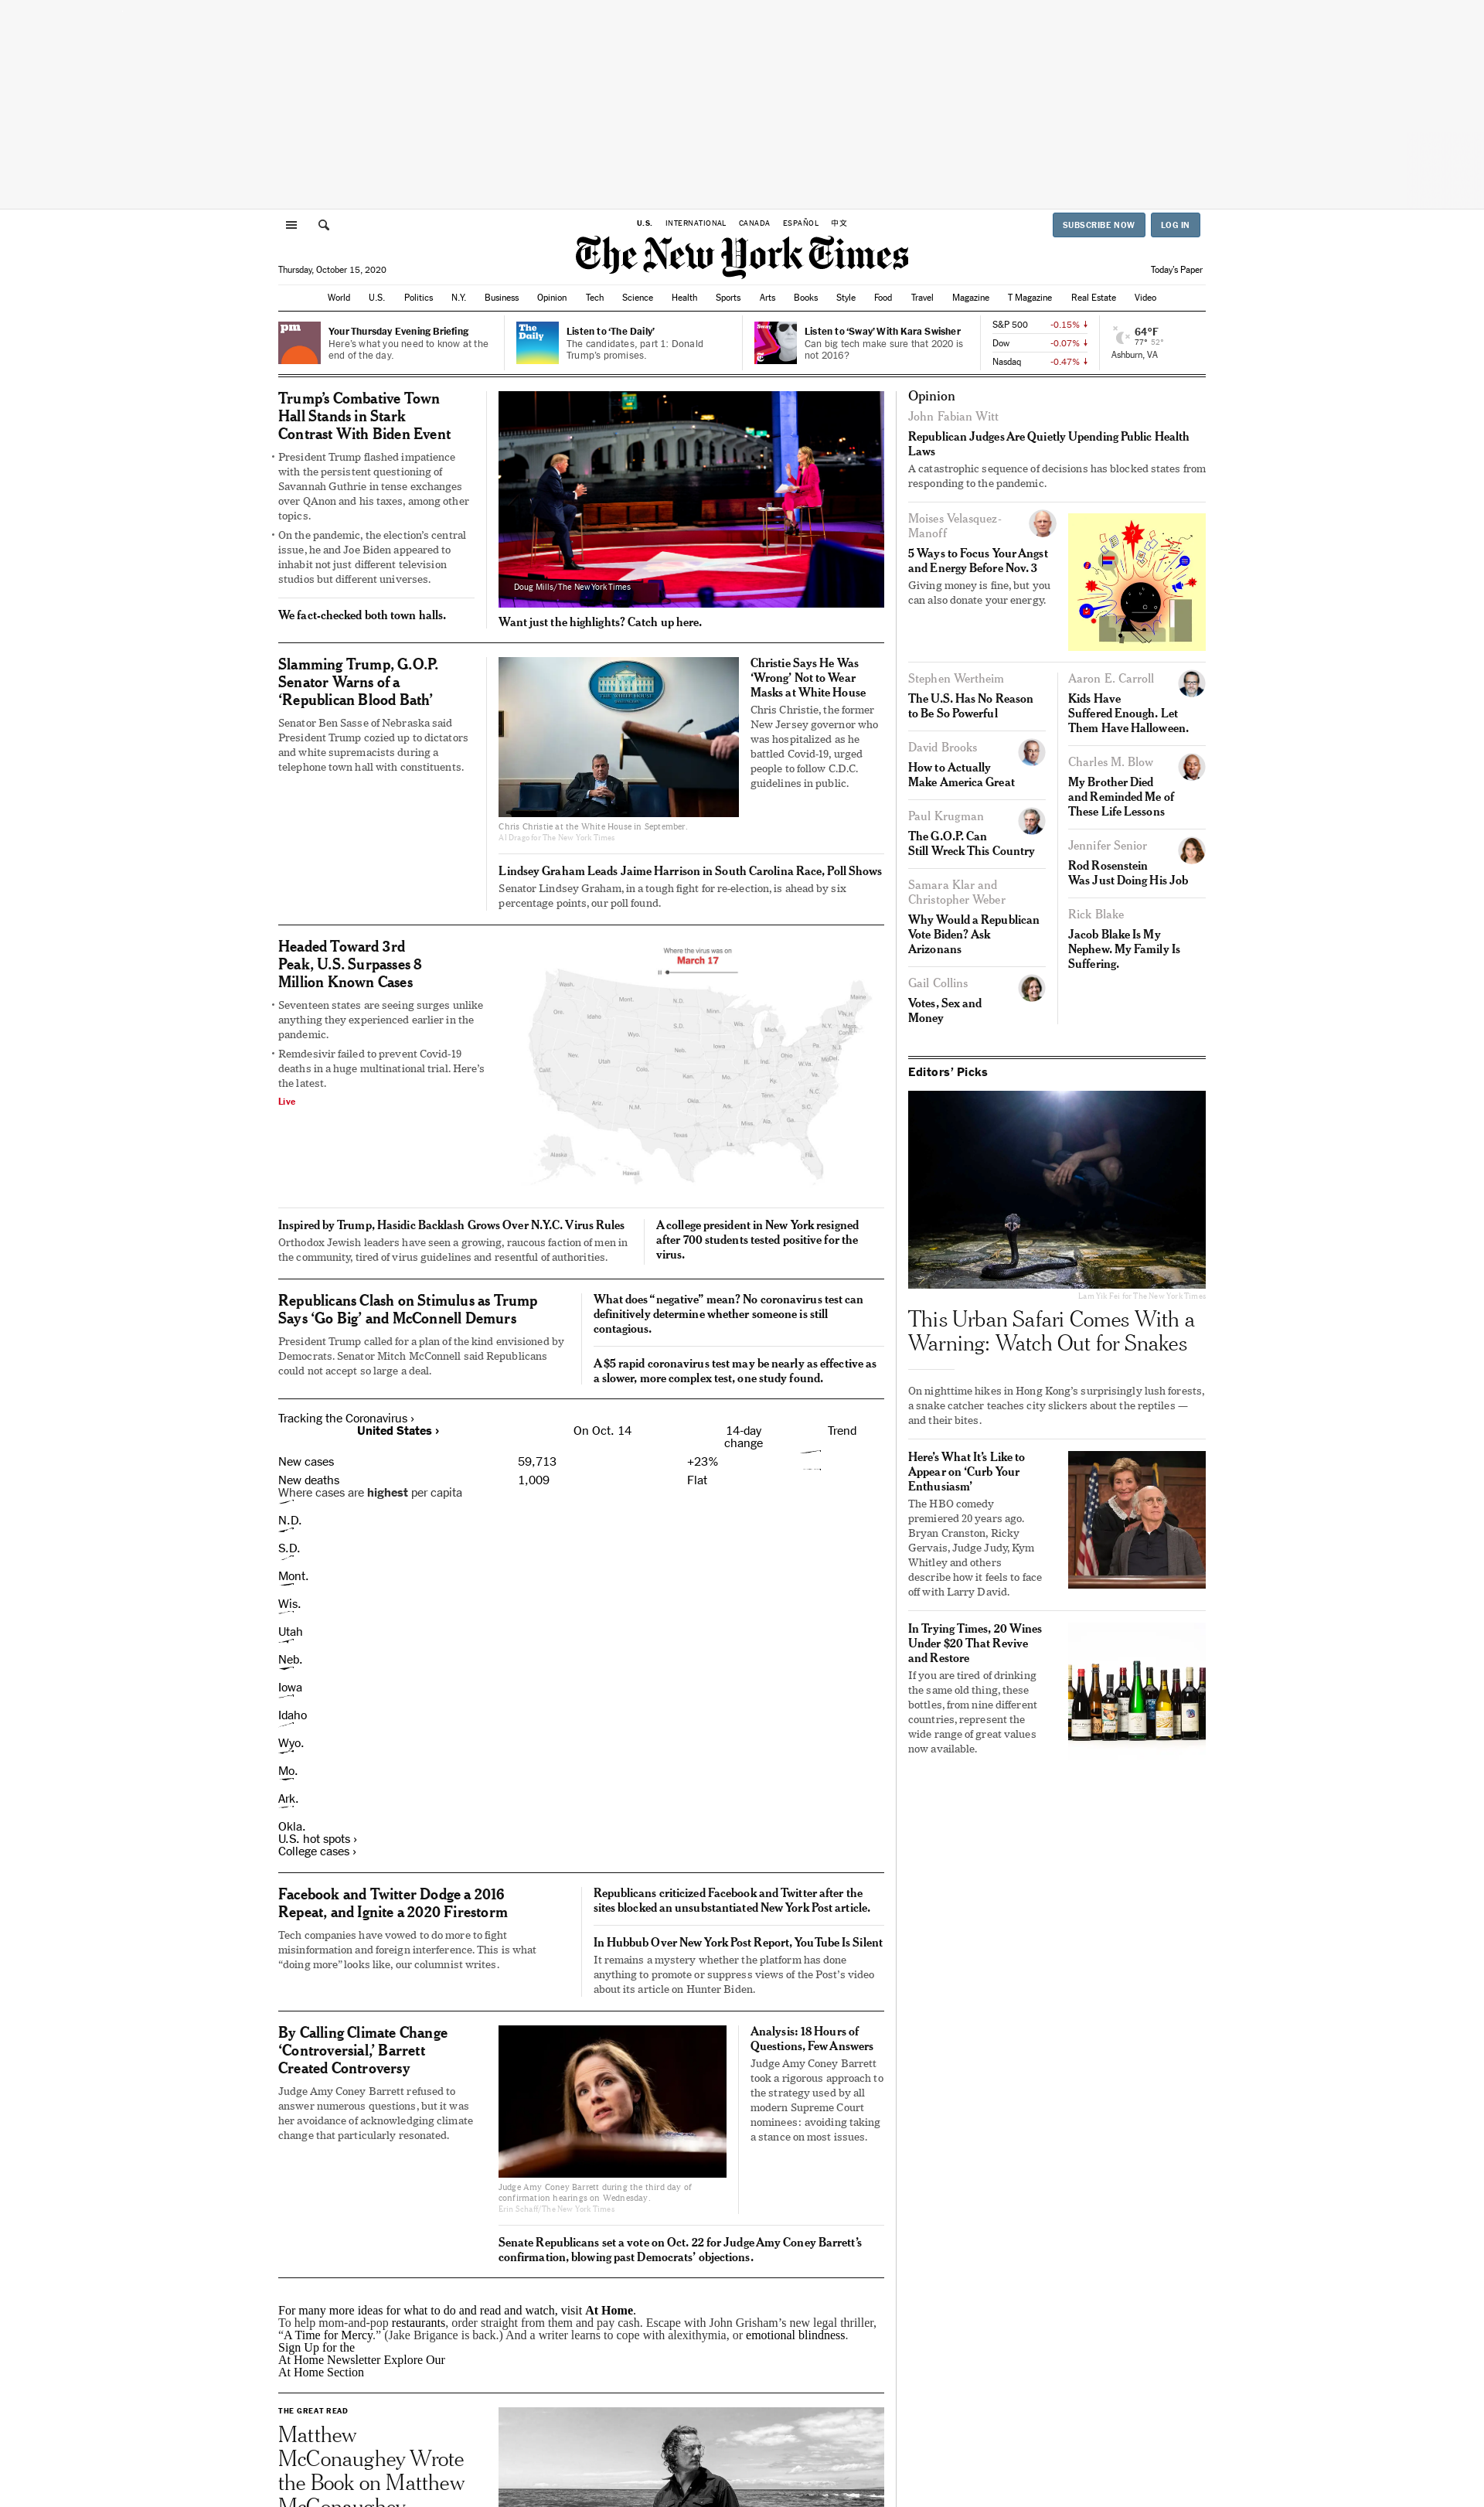 U.S. INTERNATIONAL CANADA ESPAÑOL 中文
SUBSCRIBE NOW LOG IN
The New York Times
Thursday, October 15, 2020
Today's Paper
World U.S. Politics N.Y. Business Opinion Tech Science Health Sports Arts Books Style Food Travel Magazine T Magazine Real Estate Video
pm
Your Thursday Evening Briefing
Here's what you need to know at the
end of the day.
The
Daily
Listen to ‘The Daily’
The candidates, part 1: Donald
Trump's promises.
Sway
Listen to ‘Sway’ With Kara Swisher
Can big tech make sure that 2020 is
not 2016?
S&P 500 -0.15%
Dow -0.07%
Nasdaq -0.47%
64°F
77° 52°
Ashburn, VA
Trump’s Combative Town
Hall Stands in Stark
Contrast With Biden Event
President Trump flashed impatience
with the persistent questioning of
Savannah Guthrie in tense exchanges
over QAnon and his taxes, among other
topics.
On the pandemic, the election’s central
issue, he and Joe Biden appeared to
inhabit not just different television
studios but different universes.
We fact-checked both town halls.
Doug Mills/The New York Times
Want just the highlights? Catch up here.
Slamming Trump, G.O.P.
Senator Warns of a
‘Republican Blood Bath’
Senator Ben Sasse of Nebraska said
President Trump cozied up to dictators
and white supremacists during a
telephone town hall with constituents.
Chris Christie at the White House in September.
Al Drago for The New York Times
Christie Says He Was
‘Wrong’ Not to Wear
Masks at White House
Chris Christie, the former
New Jersey governor who
was hospitalized as he
battled Covid-19, urged
people to follow C.D.C.
guidelines in public.
Lindsey Graham Leads Jaime Harrison in South Carolina Race, Poll Shows
Senator Lindsey Graham, in a tough fight for re-election, is ahead by six
percentage points, our poll found.
Headed Toward 3rd
Peak, U.S. Surpasses 8
Million Known Cases
Seventeen states are seeing surges unlike
anything they experienced earlier in the
pandemic.
Remdesivir failed to prevent Covid-19
deaths in a huge multinational trial. Here’s
the latest.
Live
Where the virus was on
March 17
Wash.
Mont.
N.D.
Minn.
Maine
Ore.
Idaho
S.D.
Wis.
Mich.
N.Y.
Wyo.
Nev.
Utah
Neb.
Iowa
Ill.
Ind.
Ohio
Pa.
N.J.
Calif.
Colo.
Kan.
Mo.
Ky.
W.Va.
Va.
Ariz.
N.M.
Okla.
Ark.
Tenn.
N.C.
S.C.
Texas
La.
Miss.
Ala.
Ga.
Fla.
Alaska
Hawaii
Inspired by Trump, Hasidic Backlash Grows Over N.Y.C. Virus Rules
Orthodox Jewish leaders have seen a growing, raucous faction of men in
the community, tired of virus guidelines and resentful of authorities.
A college president in New York resigned
after 700 students tested positive for the
virus.
Republicans Clash on Stimulus as Trump
Says ‘Go Big’ and McConnell Demurs
President Trump called for a plan of the kind envisioned by
Democrats. Senator Mitch McConnell said Republicans
could not accept so large a deal.
What does “negative” mean? No coronavirus test can
definitively determine whether someone is still
contagious.
A $5 rapid coronavirus test may be nearly as effective as
a slower, more complex test, one study found.
Tracking the Coronavirus ›
United States › On Oct. 14 14-day
change Trend
New cases 59,713 +23%
New deaths 1,009 Flat
Where cases are highest per capita
N.D.
S.D.
Mont.
Wis.
Utah
Neb.
Iowa
Idaho
Wyo.
Mo.
Ark.
Okla.
U.S. hot spots ›
College cases ›
Facebook and Twitter Dodge a 2016
Repeat, and Ignite a 2020 Firestorm
Tech companies have vowed to do more to fight
misinformation and foreign interference. This is what
“doing more” looks like, our columnist writes.
Republicans criticized Facebook and Twitter after the
sites blocked an unsubstantiated New York Post article.
In Hubbub Over New York Post Report, YouTube Is Silent
It remains a mystery whether the platform has done
anything to promote or suppress views of the Post’s video
about its article on Hunter Biden.
By Calling Climate Change
‘Controversial,’ Barrett
Created Controversy
Judge Amy Coney Barrett refused to
answer numerous questions, but it was
her avoidance of acknowledging climate
change that particularly resonated.
Judge Amy Coney Barrett during the third day of
confirmation hearings on Wednesday.
Erin Schaff/The New York Times
Analysis: 18 Hours of
Questions, Few Answers
Judge Amy Coney Barrett
took a rigorous approach to
the strategy used by all
modern Supreme Court
nominees: avoiding taking
a stance on most issues.
Senate Republicans set a vote on Oct. 22 for Judge Amy Coney Barrett’s
confirmation, blowing past Democrats’ objections.
For many more ideas for what to do and read and watch, visit At Home.
To help mom-and-pop restaurants, order straight from them and pay cash. Escape with John Grisham’s new legal thriller,
“A Time for Mercy.” (Jake Brigance is back.) And a writer learns to cope with alexithymia, or emotional blindness.
Sign Up for the
At Home Newsletter Explore Our
At Home Section
THE GREAT READ
Matthew
McConaughey Wrote
the Book on Matthew
McConaughey
Opinion
John Fabian Witt
Republican Judges Are Quietly Upending Public Health
Laws
A catastrophic sequence of decisions has blocked states from
responding to the pandemic.
Moises Velasquez-
Manoff
5 Ways to Focus Your Angst
and Energy Before Nov. 3
Giving money is fine, but you
can also donate your energy.
Stephen Wertheim
The U.S. Has No Reason
to Be So Powerful
David Brooks
How to Actually
Make America Great
Paul Krugman
The G.O.P. Can
Still Wreck This Country
Samara Klar and
Christopher Weber
Why Would a Republican
Vote Biden? Ask
Arizonans
Gail Collins
Votes, Sex and
Money
Aaron E. Carroll
Kids Have
Suffered Enough. Let
Them Have Halloween.
Charles M. Blow
My Brother Died
and Reminded Me of
These Life Lessons
Jennifer Senior
Rod Rosenstein
Was Just Doing His Job
Rick Blake
Jacob Blake Is My
Nephew. My Family Is
Suffering.
Editors’ Picks
Lam Yik Fei for The New York Times
This Urban Safari Comes With a
Warning: Watch Out for Snakes
On nighttime hikes in Hong Kong’s surprisingly lush forests,
a snake catcher teaches city slickers about the reptiles —
and their bites.
Here’s What It’s Like to
Appear on ‘Curb Your
Enthusiasm’
The HBO comedy
premiered 20 years ago.
Bryan Cranston, Ricky
Gervais, Judge Judy, Kym
Whitley and others
describe how it feels to face
off with Larry David.
In Trying Times, 20 Wines
Under $20 That Revive
and Restore
If you are tired of drinking
the same old thing, these
bottles, from nine different
countries, represent the
wide range of great values
now available.